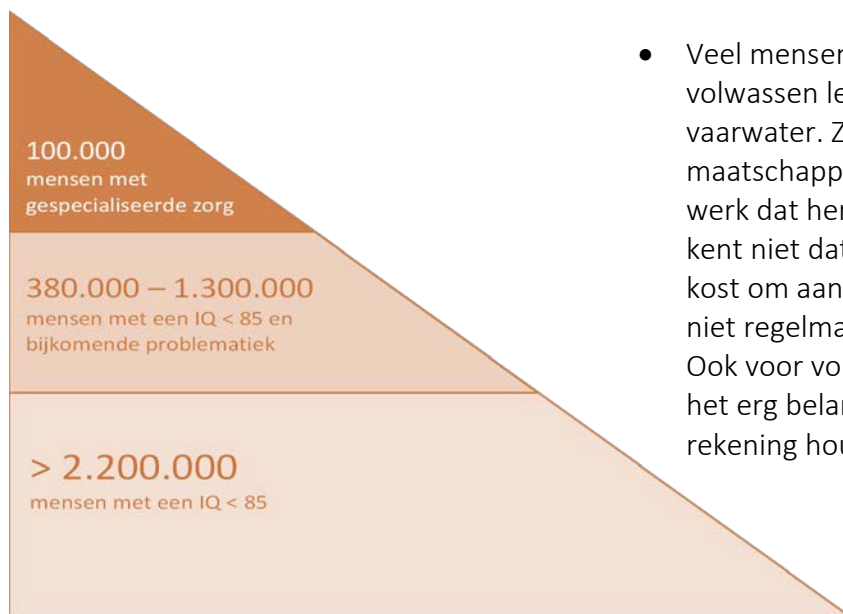 100.000
mensen met
gespecialiseerde zorg
380.000 – 1.300.000
mensen met een IQ < 85 en
bijkomende problematiek
> 2.200.000
mensen met een IQ < 85
• Veel mensen
volwassen le
vaarwater. Z
maatschapp
werk dat her
kent niet dat
kost om aan
niet regelma
Ook voor vo
het erg belar
rekening hou